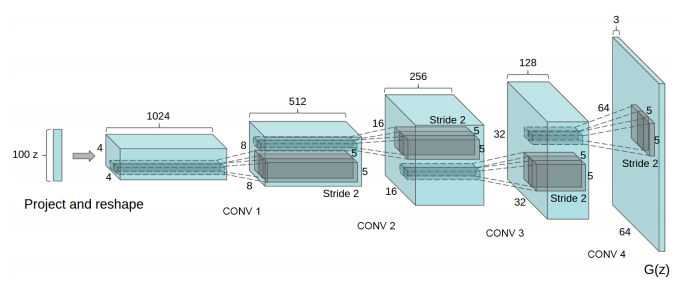 3
128
256
512
1024
64
5
5
Stride 2
16
Stride 2
5
5
32
8
4
100 z
4
5
5
Stride 2
8
16
5
5
Stride 2
32
64
Project and reshape
CONV 1
CONV 2
CONV 3
CONV 4
G(z)